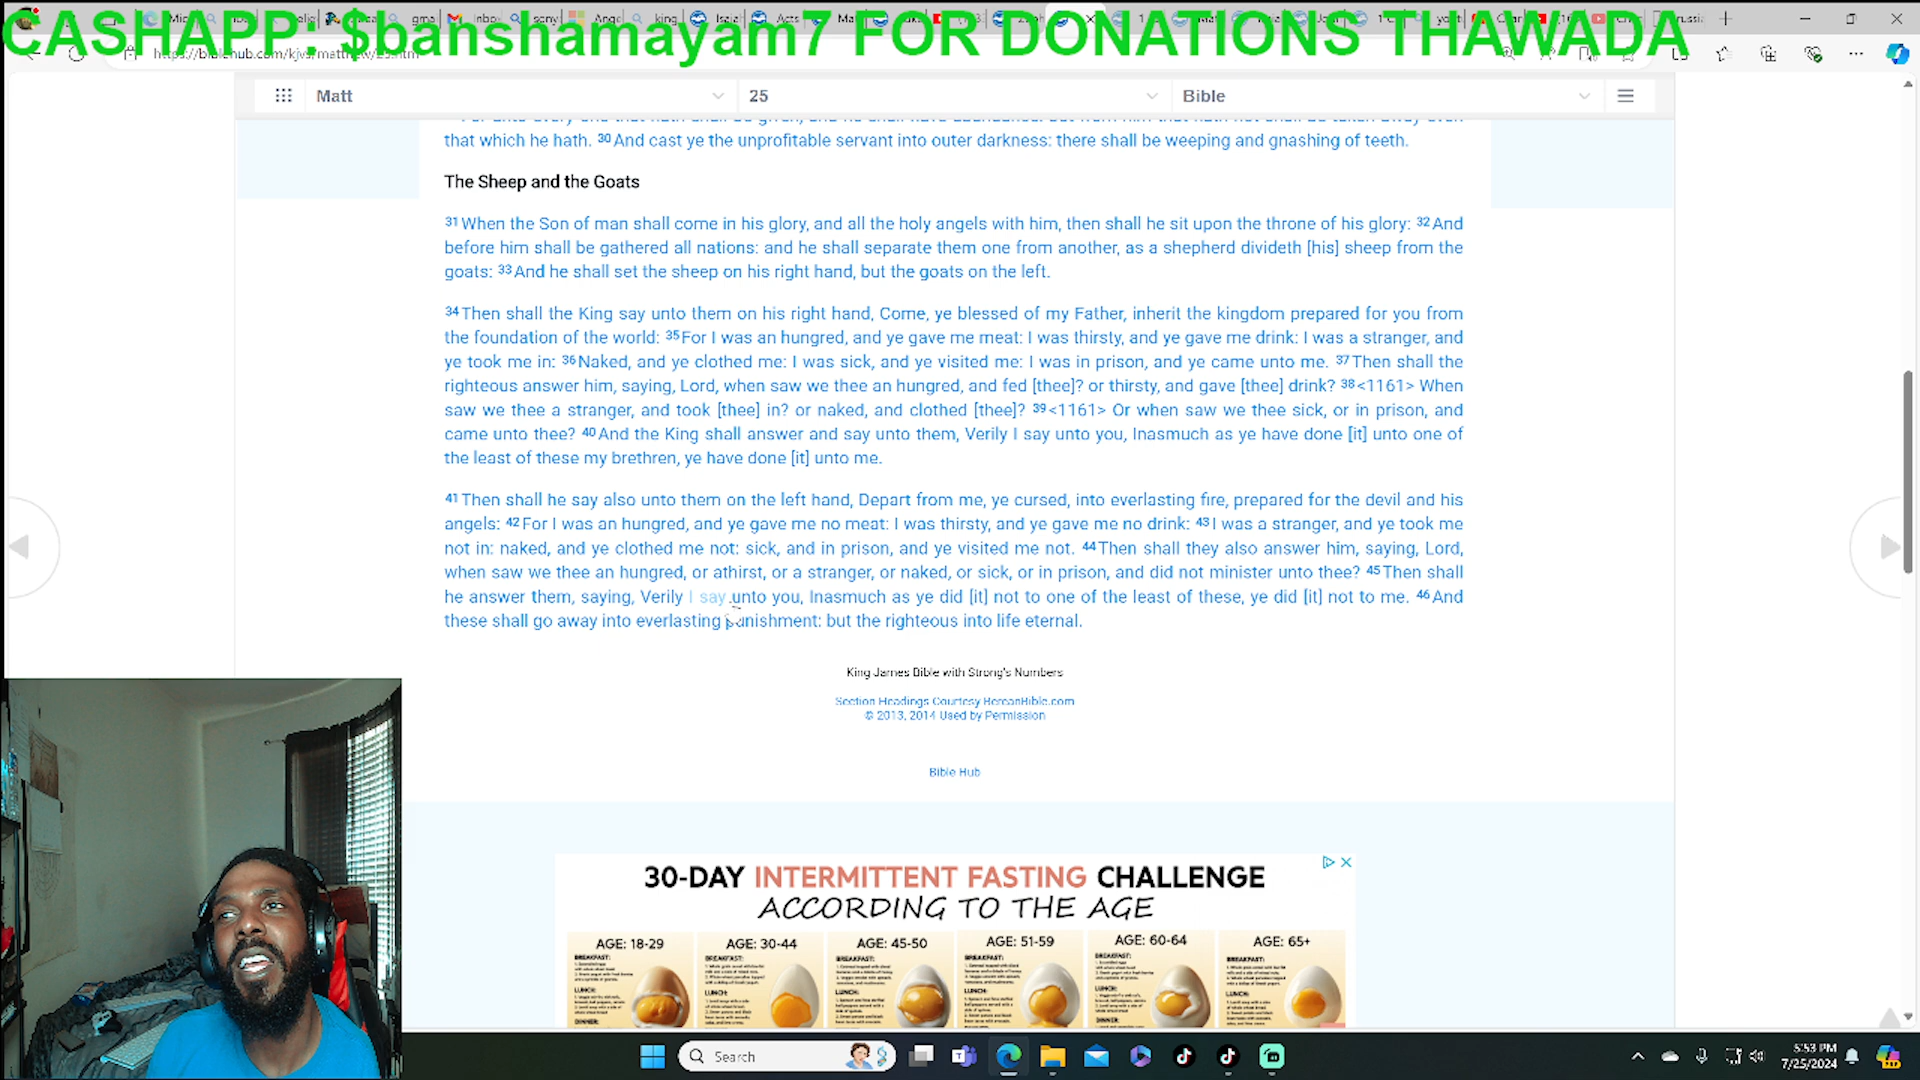 CASHAPP: $banshamayam7 FOR DONATIONS THAWADA
https://biblehub.com/kjvs/matthew/25.htm
Matt
25
Bible
that which he hath. 30 And cast ye the unprofitable servant into outer darkness: there shall be weeping and gnashing of teeth.
The Sheep and the Goats
31 When the Son of man shall come in his glory, and all the holy angels with him, then shall he sit upon the throne of his glory: 32 And
before him shall be gathered all nations: and he shall separate them one from another, as a shepherd divideth [his] sheep from the
goats: 33 And he shall set the sheep on his right hand, but the goats on the left.
34 Then shall the King say unto them on his right hand, Come, ye blessed of my Father, inherit the kingdom prepared for you from
the foundation of the world: 35 For I was an hungred, and ye gave me meat: I was thirsty, and ye gave me drink: I was a stranger, and
ye took me in: 36 Naked, and ye clothed me: I was sick, and ye visited me: I was in prison, and ye came unto me. 37 Then shall the
righteous answer him, saying, Lord, when saw we thee an hungred, and fed [thee]? or thirsty, and gave [thee] drink? 38 <1161> When
saw we thee a stranger, and took [thee] in? or naked, and clothed [thee]? 39 <1161> Or when saw we thee sick, or in prison, and
came unto thee? 40 And the King shall answer and say unto them, Verily I say unto you, Inasmuch as ye have done [it] unto one of
the least of these my brethren, ye have done [it] unto me.
41 Then shall he say also unto them on the left hand, Depart from me, ye cursed, into everlasting fire, prepared for the devil and his
angels: 42 For I was an hungred, and ye gave me no meat: I was thirsty, and ye gave me no drink: 43 I was a stranger, and ye took me
not in: naked, and ye clothed me not: sick, and in prison, and ye visited me not. 44 Then shall they also answer him, saying, Lord,
when saw we thee an hungred, or athirst, or a stranger, or naked, or sick, or in prison, and did not minister unto thee? 45 Then shall
he answer them, saying, Verily I say unto you, Inasmuch as ye did [it] not to one of the least of these, ye did [it] not to me. 46 And
these shall go away into everlasting punishment: but the righteous into life eternal.
King James Bible with Strong's Numbers
Section Headings Courtesy BereanBible.com
© 2013, 2014 Used by Permission
Bible Hub
30-DAY INTERMITTENT FASTING CHALLENGE
ACCORDING TO THE AGE
AGE: 18-29 AGE: 30-44 AGE: 45-50 AGE: 51-59 AGE: 60-64 AGE: 65+
BREAKFAST: BREAKFAST: BREAKFAST: BREAKFAST: BREAKFAST: BREAKFAST:
LUNCH: LUNCH: LUNCH: LUNCH: LUNCH: LUNCH:
DINNER:
Search
5:53 PM
7/25/2024